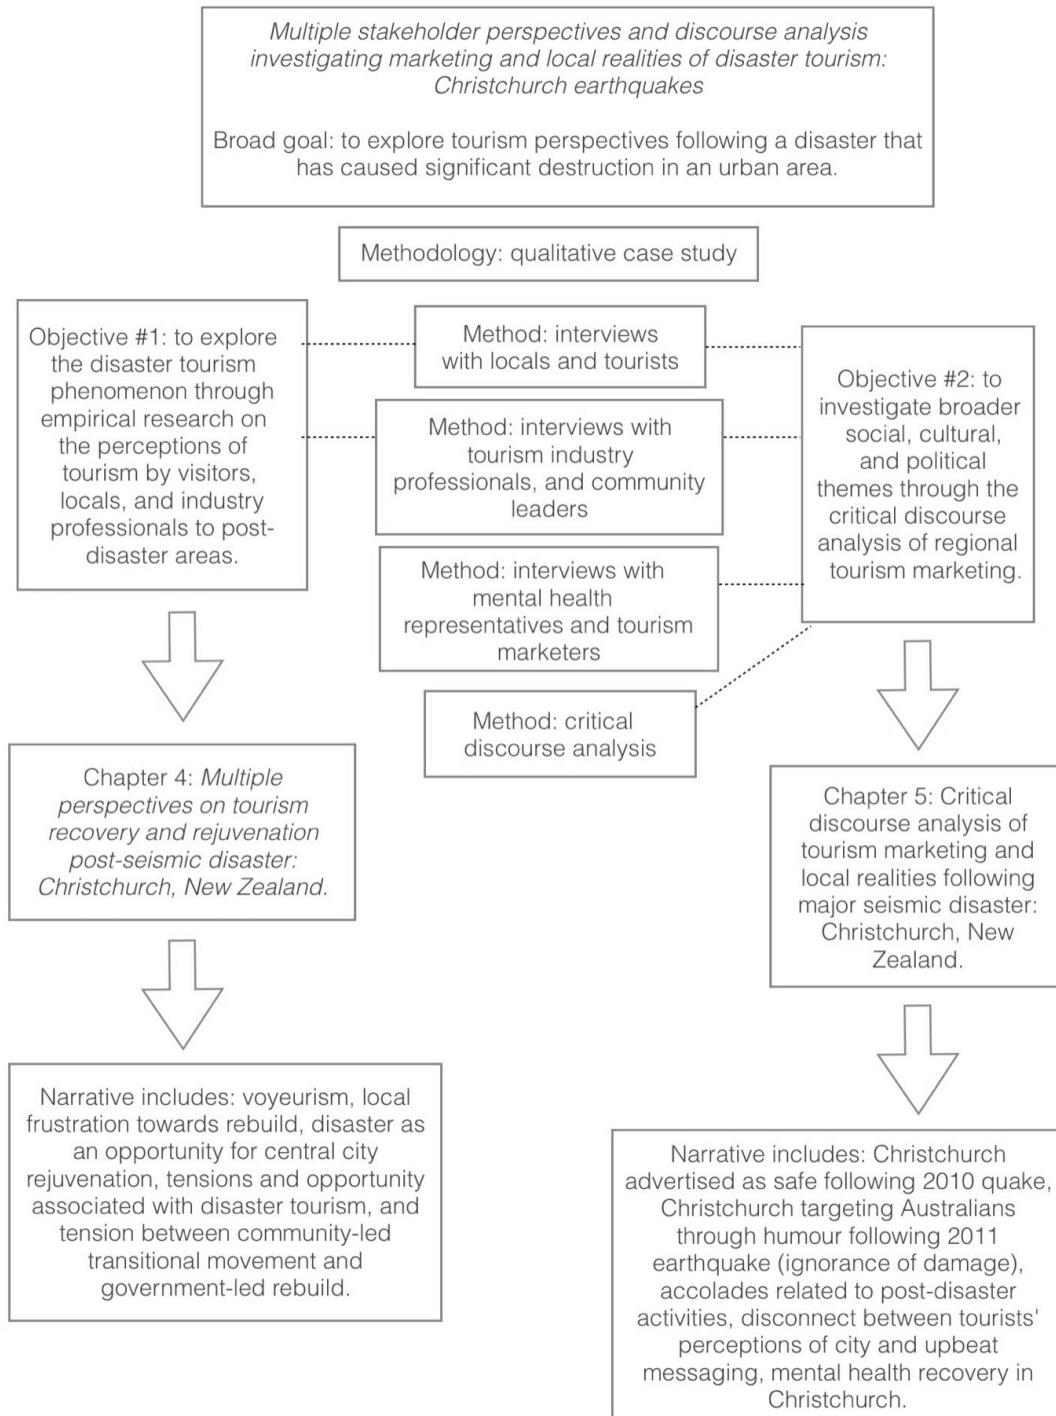 Multiple stakeholder perspectives and discourse analysis
investigating marketing and local realities of disaster tourism:
Christchurch earthquakes
Broad goal: to explore tourism perspectives following a disaster that
has caused significant destruction in an urban area.
Methodology: qualitative case study
Objective #1: to explore
the disaster tourism
phenomenon through
empirical research on
the perceptions of
tourism by visitors,
locals, and industry
professionals to post-
disaster areas.
Method: interviews
with locals and tourists
Method: interviews with
tourism industry
professionals, and community
leaders
Method: interviews with
mental health
representatives and tourism
marketers
Method: critical
discourse analysis
Objective #2: to
investigate broader
social, cultural,
and political
themes through the
critical discourse
analysis of regional
tourism marketing.
Chapter 4: Multiple
perspectives on tourism
recovery and rejuvenation
post-seismic disaster:
Christchurch, New Zealand.
Chapter 5: Critical
discourse analysis of
tourism marketing and
local realities following
major seismic disaster:
Christchurch, New
Zealand.
Narrative includes: voyeurism, local
frustration towards rebuild, disaster as
an opportunity for central city
rejuvenation, tensions and opportunity
associated with disaster tourism, and
tension between community-led
transitional movement and
government-led rebuild.
Narrative includes: Christchurch
advertised as safe following 2010 quake,
Christchurch targeting Australians
through humour following 2011
earthquake (ignorance of damage),
accolades related to post-disaster
activities, disconnect between tourists'
perceptions of city and upbeat
messaging, mental health recovery in
Christchurch.